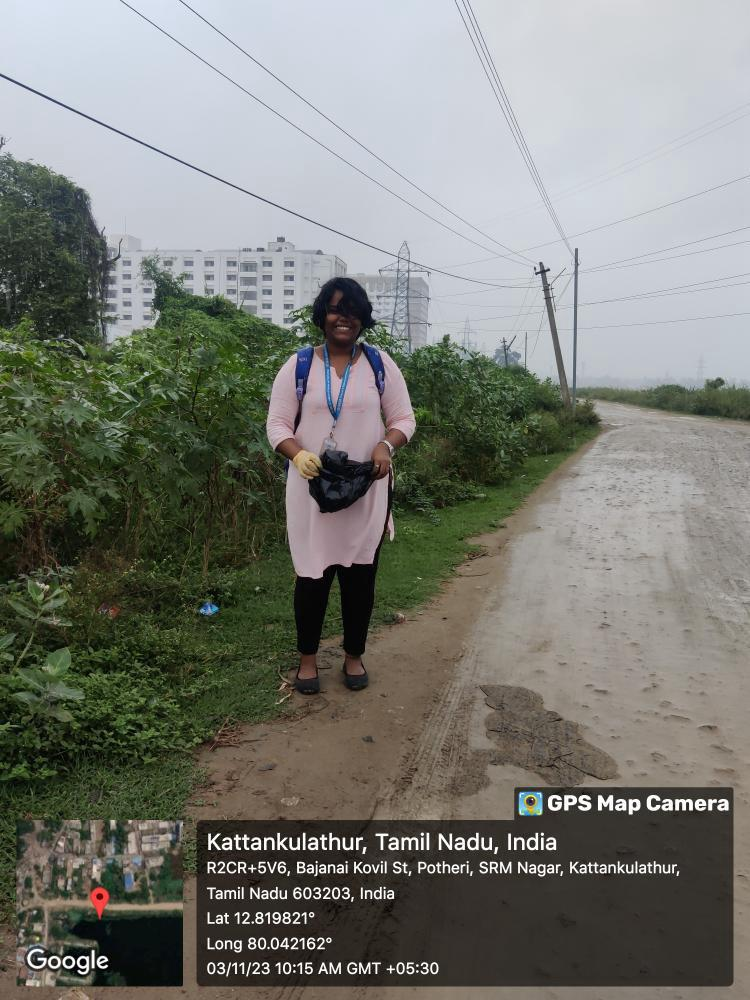 GPS Map Camera
Kattankulathur, Tamil Nadu, India
R2CR+5V6, Bajanai Kovil St, Potheri, SRM Nagar, Kattankulathur,
Tamil Nadu 603203, India
Lat 12.819821°
Long 80.042162°
03/11/23 10:15 AM GMT +05:30
Google